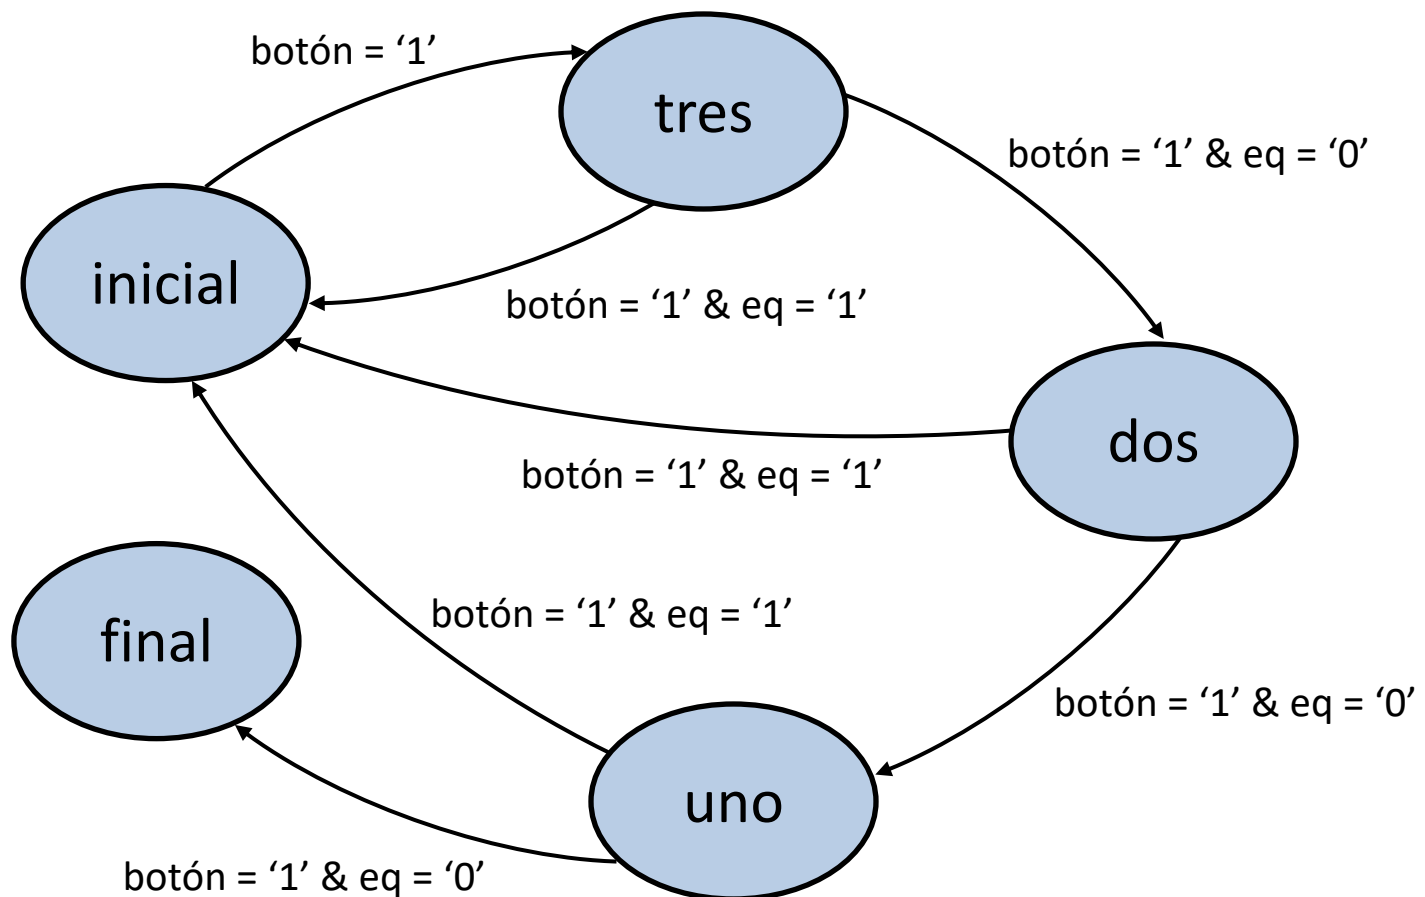 botón = ‘1’
tres
botón = ‘1’ & eq = ‘0’
inicial
botón = ‘1’ & eq = ‘1’
dos
botón = ‘1’ & eq = ‘1’
botón = ‘1’ & eq = ‘1’
final
botón = ‘1’ & eq = ‘0’
uno
botón = ‘1’ & eq = ‘0’